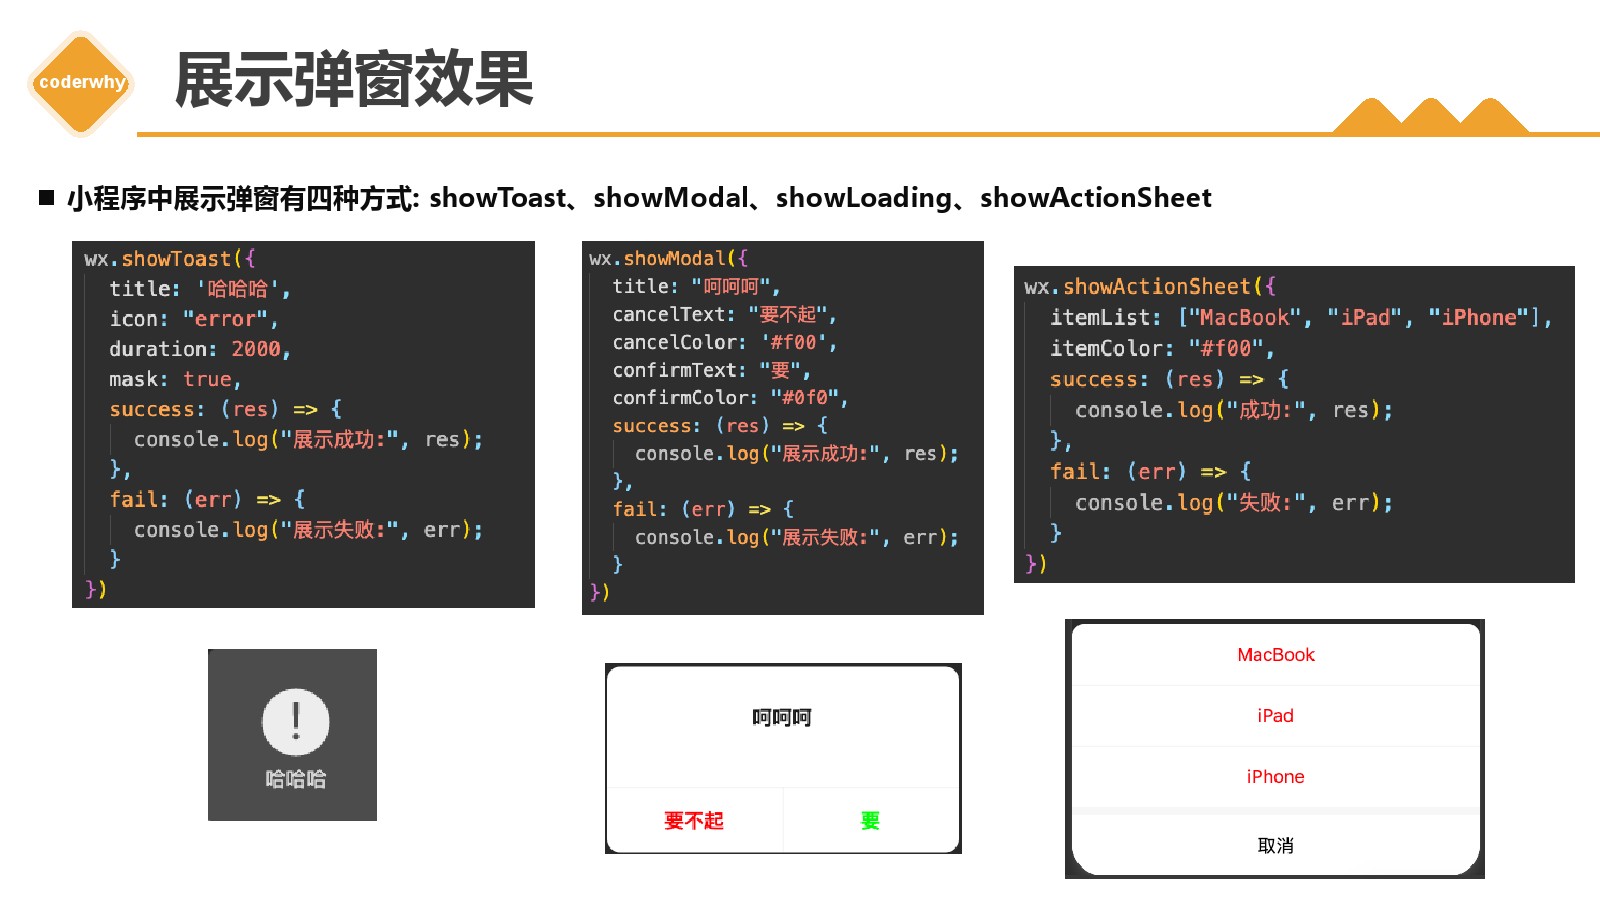 coderwhy
展示弹窗效果
■ 小程序中展示弹窗有四种方式: showToast、showModal、showLoading、showActionSheet
wx.showToast({
title: '哈哈哈',
icon: "error",
duration: 2000,
mask: true,
success: (res) => {
console.log("展示成功:", res);
},
fail: (err) => {
console.log("展示失败:", err);
}
})
wx.showModal({
title: "呵呵呵",
cancelText: "要不起",
cancelColor: '#f00',
confirmText: "要",
confirmColor: "#0f0",
success: (res) => {
console.log("展示成功:", res);
},
fail: (err) => {
console.log("展示失败:", err);
}
})
wx.showActionSheet({
itemList: ["MacBook", "iPad", "iPhone"],
itemColor: "#f00",
success: (res) => {
console.log("成功:", res);
},
fail: (err) => {
console.log("失败:", err);
}
})
!
哈哈哈
呵呵呵
要不起 要
MacBook
iPad
iPhone
取消